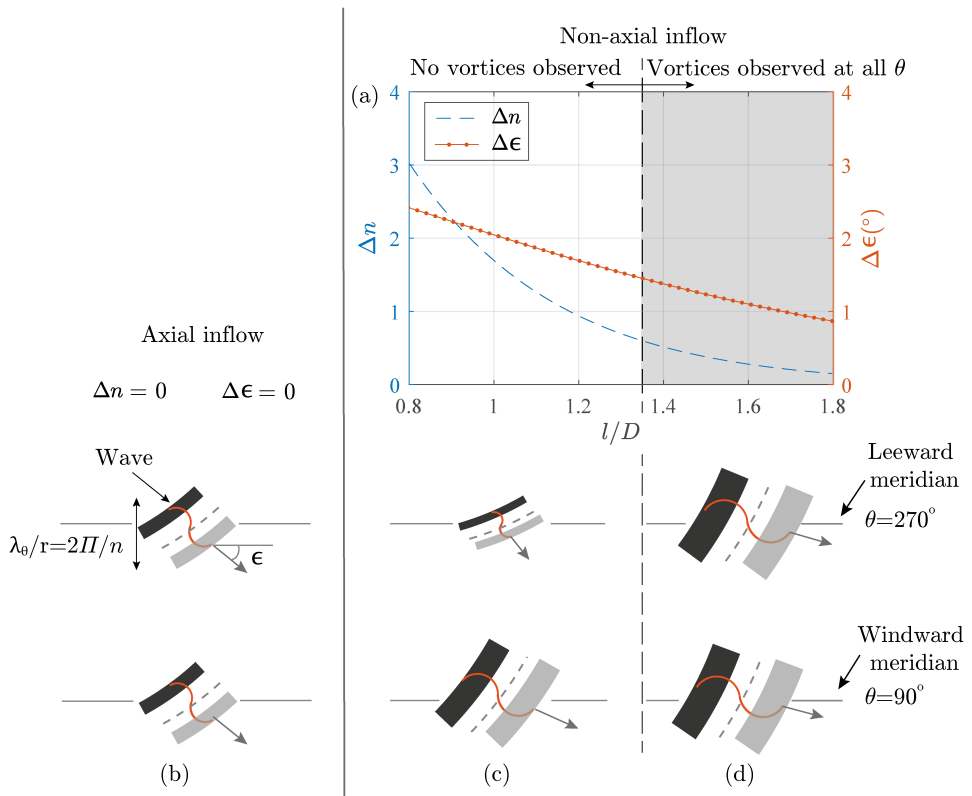 Non-axial inflow
No vortices observed
Vortices observed at all θ
(a)
4
3
2
1
0
Δn
Δn
Δϵ
4
3
2
1
0
Δϵ(°)
0.8
1
1.2
1.4
1.6
1.8
l/D
Axial inflow
Δn = 0
Δϵ = 0
Wave
λθ/r=2Π/n
ϵ
Leeward
meridian
θ=270°
Windward
meridian
θ=90°
(b)
(c)
(d)